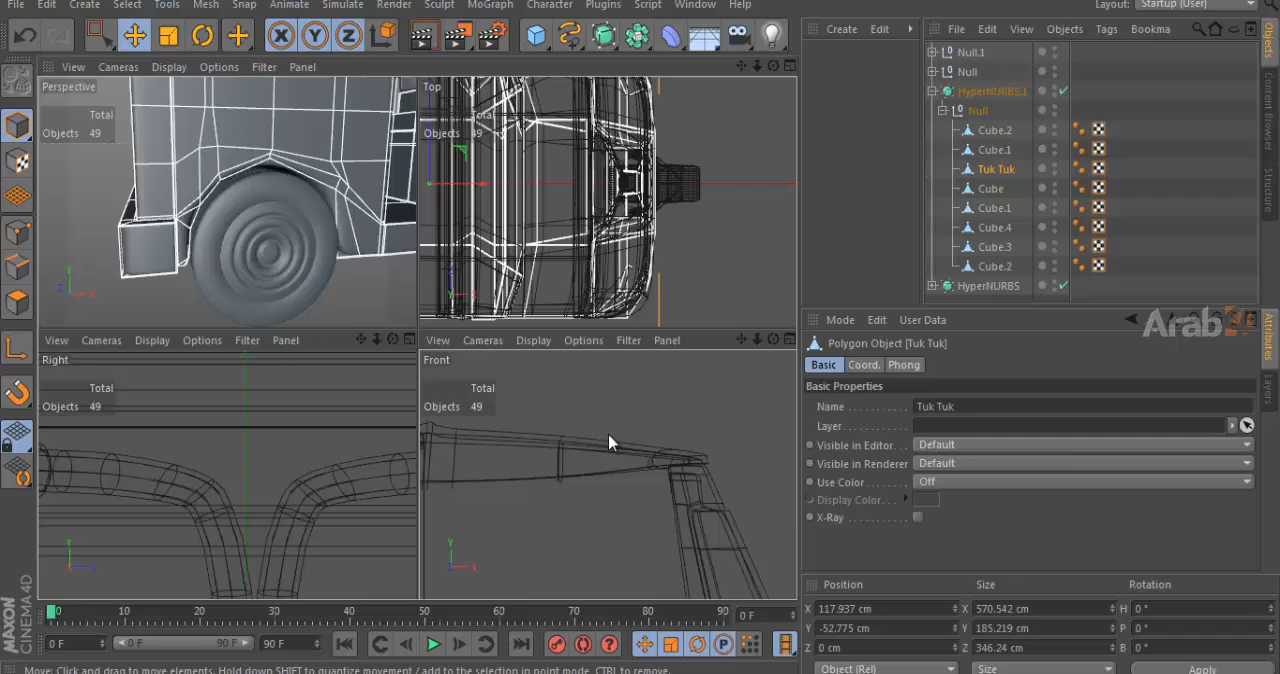 File Edit Create Select Tools Mesh Snap Animate Simulate Render Sculpt MoGraph Character Plugins Script Window Help Layout: Startup (User)
Create Edit File Edit View Objects Tags Bookma
View Cameras Display Options Filter Panel
Perspective
Total
Objects 49
Top
Total
Objects 49
Null.1
Null
HyperNURBS.1
Null
Cube.2
Cube.1
Tuk Tuk
Cube
Cube.1
Cube.4
Cube.3
Cube.2
HyperNURBS
Objects
Content Browser
Structure
View Cameras Display Options Filter Panel
Right
Total
Objects 49
View Cameras Display Options Filter Panel
Front
Total
Objects 49
Mode Edit User Data
Arab
Polygon Object [Tuk Tuk]
Basic Coord. Phong
Basic Properties
Name Tuk Tuk
Layer
Visible in Editor Default
Visible in Renderer Default
Use Color Off
Display Color
X-Ray
Attributes
Layers
0 10 20 30 40 50 60 70 80 90 0 F
0 F 0 F 90 F 90 F
Position Size Rotation
X 117.937 cm X 570.542 cm H 0 °
Y -52.775 cm Y 185.219 cm P 0 °
Z 0 cm Z 346.24 cm B 0 °
Object (Rel) Size Apply
MAXON
CINEMA 4D
Move: Click and drag to move elements. Hold down SHIFT to quantize movement / add to the selection in point mode. CTRL to remove.